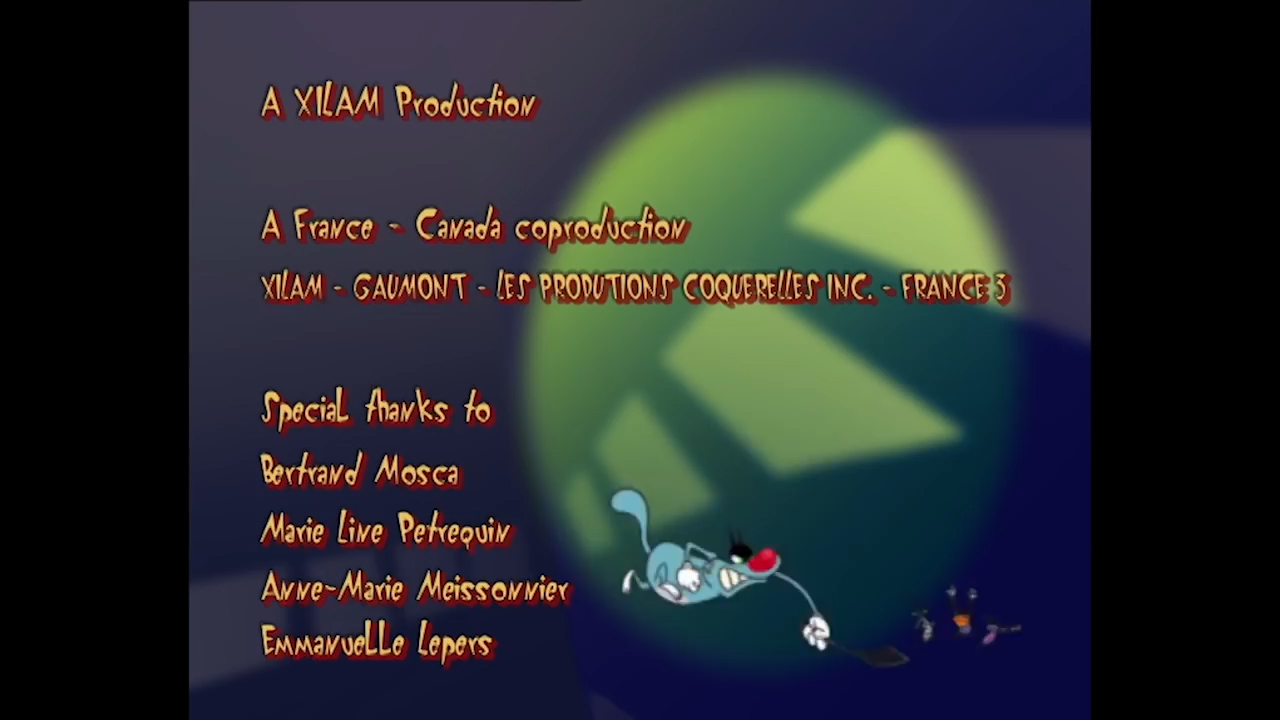 A XILAM Production
A France - Canada coproduction
XILAM - GAUMONT - LES PRODUTIONS COQUERELLES INC. - FRANCE 3
Special thanks to
Bertrand Mosca
Marie Line Petrequin
Anne-Marie Meissonnier
Emmanuelle Lepers